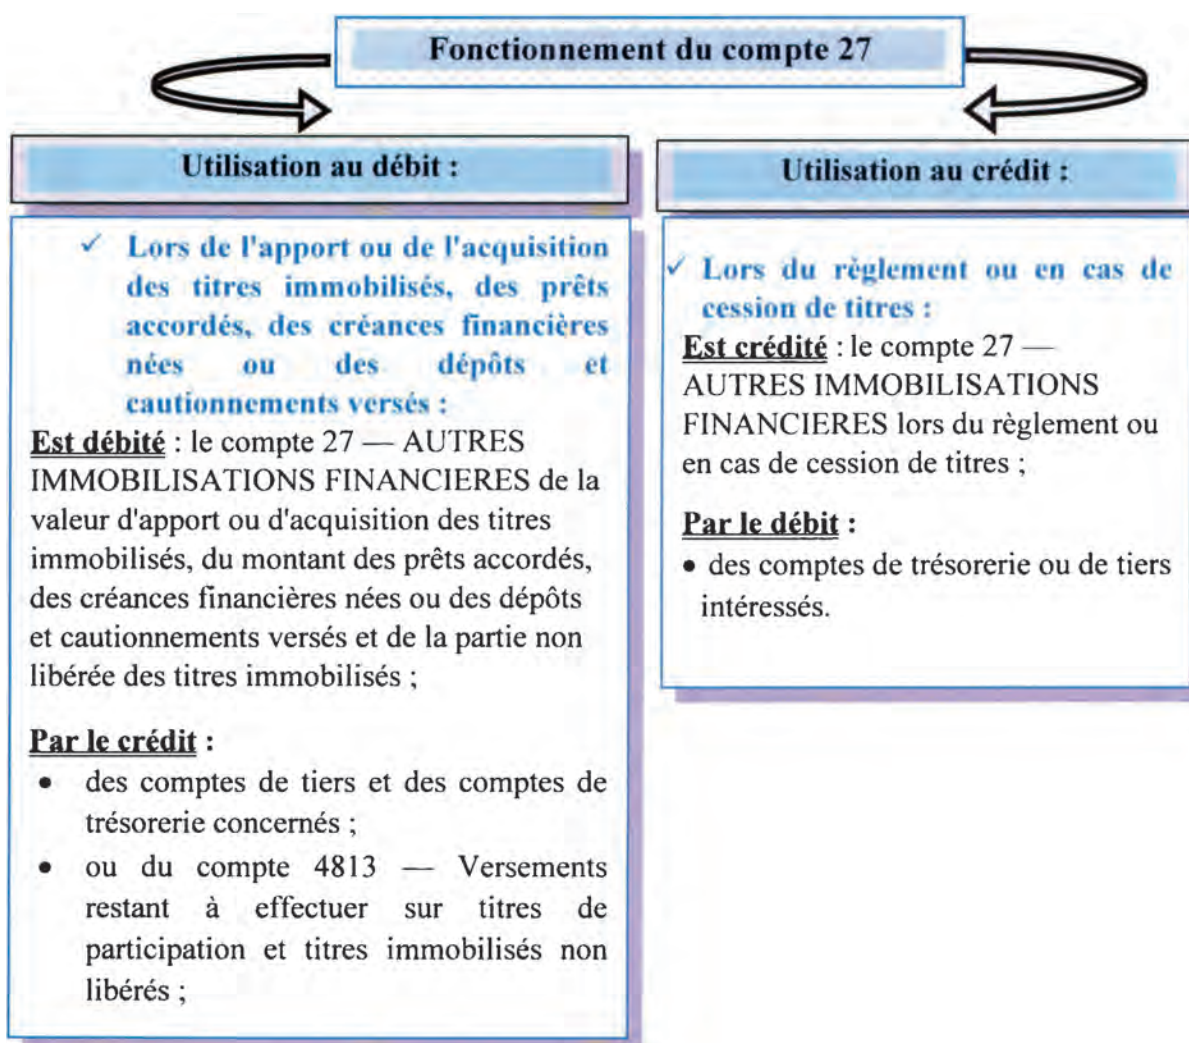 Fonctionnement du compte 27
Utilisation au débit :
✓ Lors de l'apport ou de l'acquisition
des titres immobilisés, des prêts
accordés, des créances financières
nées ou des dépôts et
cautionnements versés :
Est débité : le compte 27 — AUTRES
IMMOBILISATIONS FINANCIERES de la
valeur d'apport ou d'acquisition des titres
immobilisés, du montant des prêts accordés,
des créances financières nées ou des dépôts
et cautionnements versés et de la partie non
libérée des titres immobilisés ;
Par le crédit :
• des comptes de tiers et des comptes de
trésorerie concernés ;
• ou du compte 4813 — Versements
restant à effectuer sur titres de
participation et titres immobilisés non
libérés ;
Utilisation au crédit :
✓ Lors du règlement ou en cas de
cession de titres :
Est crédité : le compte 27 —
AUTRES IMMOBILISATIONS
FINANCIERES lors du règlement ou
en cas de cession de titres ;
Par le débit :
• des comptes de trésorerie ou de tiers
intéressés.